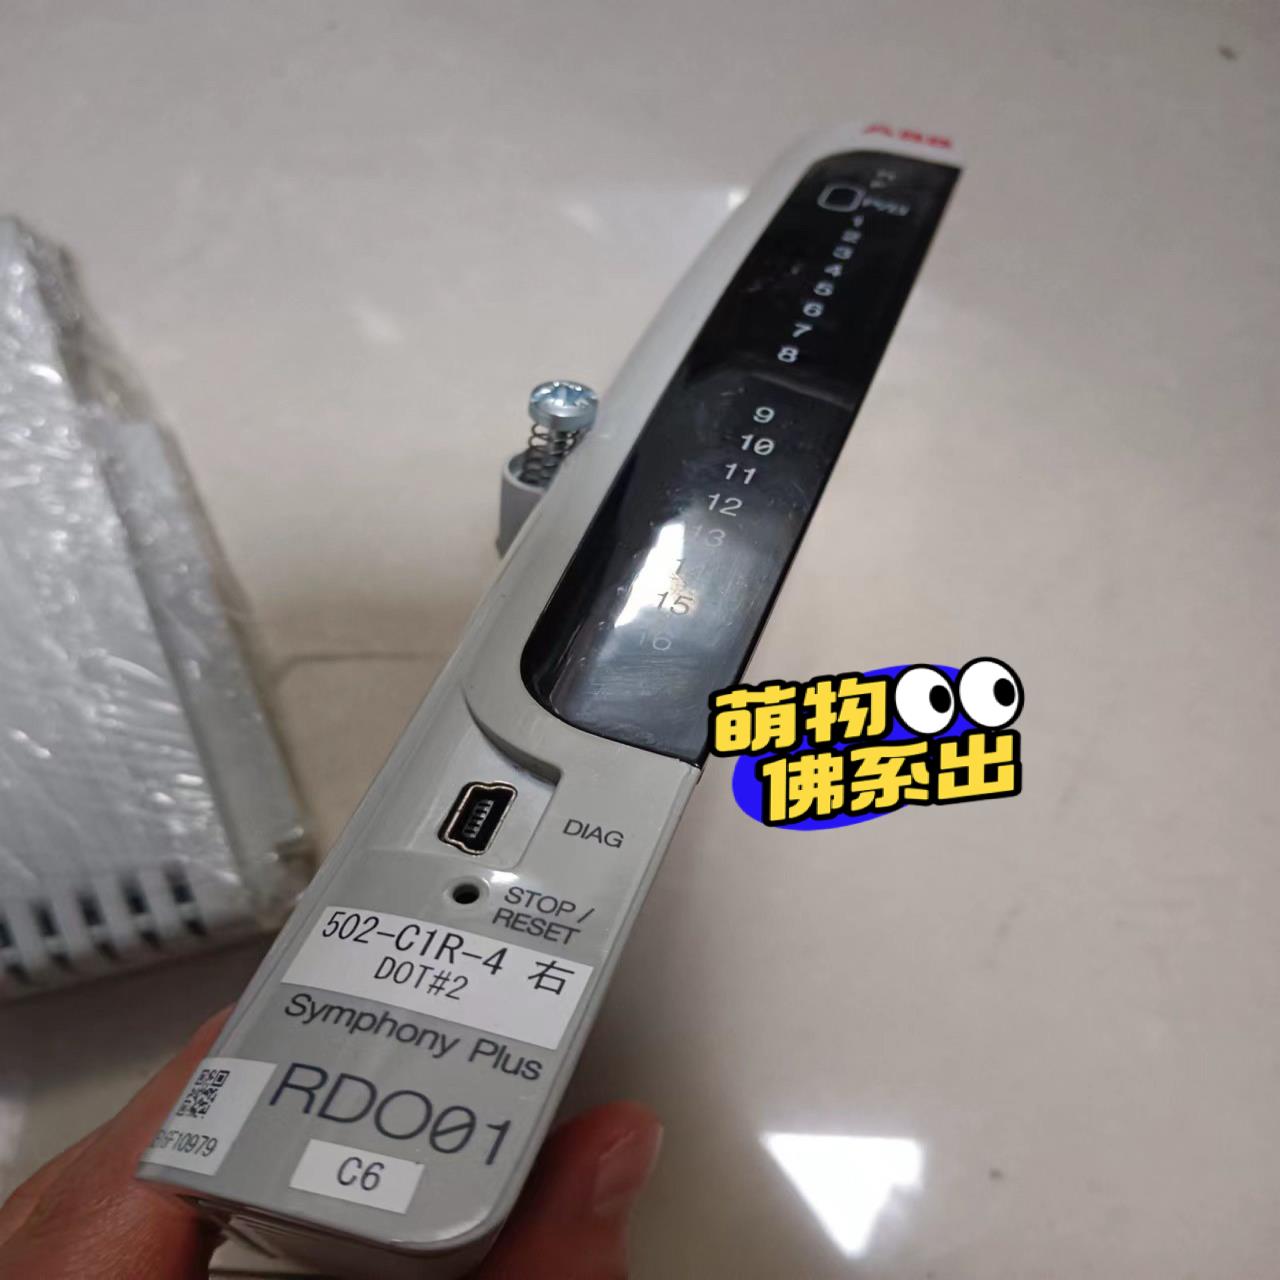 ABB
1
2
3
4
5
6
7
8
9
10
11
12
13
1
15
16
萌物
佛系出
DIAG
STOP /
RESET
502-C1R-4 右
DOT#2
Symphony Plus
RDO01
C6